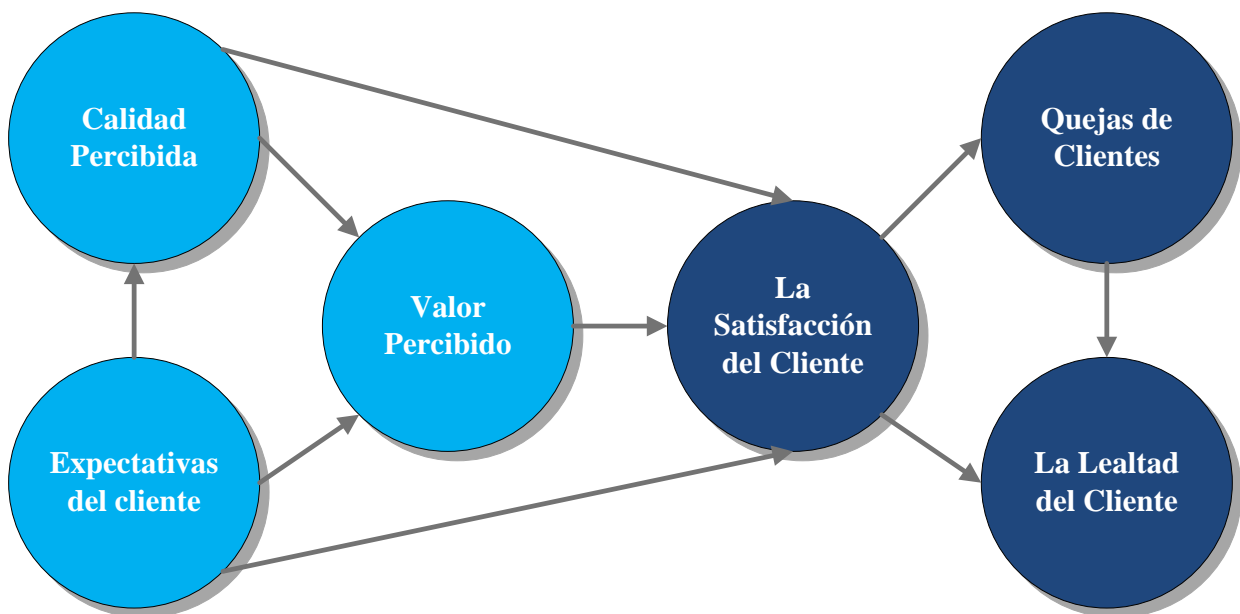 Calidad
Percibida
Expectativas
del cliente
Valor
Percibido
La
Satisfacción
del Cliente
Quejas de
Clientes
La Lealtad
del Cliente